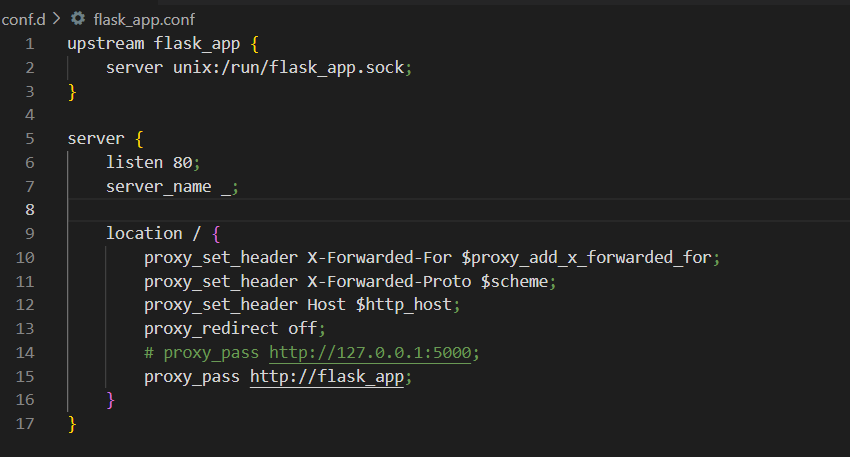 conf.d > flask_app.conf
1 upstream flask_app {
2     server unix:/run/flask_app.sock;
3 }
4
5 server {
6     listen 80;
7     server_name _;
8
9     location / {
10         proxy_set_header X-Forwarded-For $proxy_add_x_forwarded_for;
11         proxy_set_header X-Forwarded-Proto $scheme;
12         proxy_set_header Host $http_host;
13         proxy_redirect off;
14         # proxy_pass http://127.0.0.1:5000;
15         proxy_pass http://flask_app;
16     }
17 }